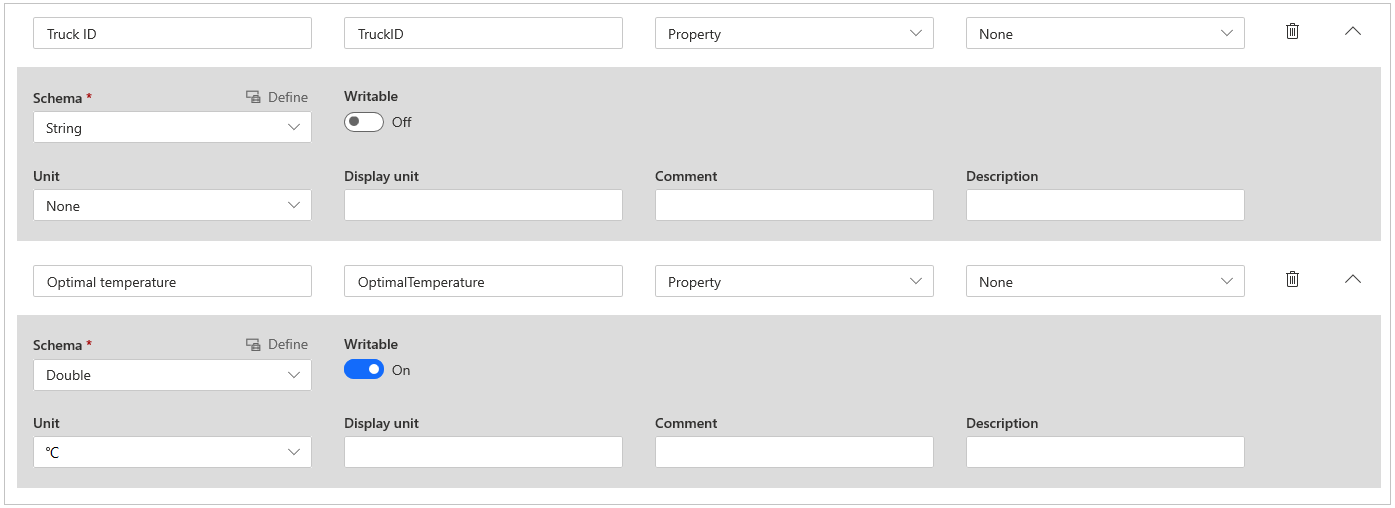 Truck ID TruckID Property None
Schema * Define Writable
String Off
Unit Display unit Comment Description
None
Optimal temperature OptimalTemperature Property None
Schema * Define Writable
Double On
Unit Display unit Comment Description
℃